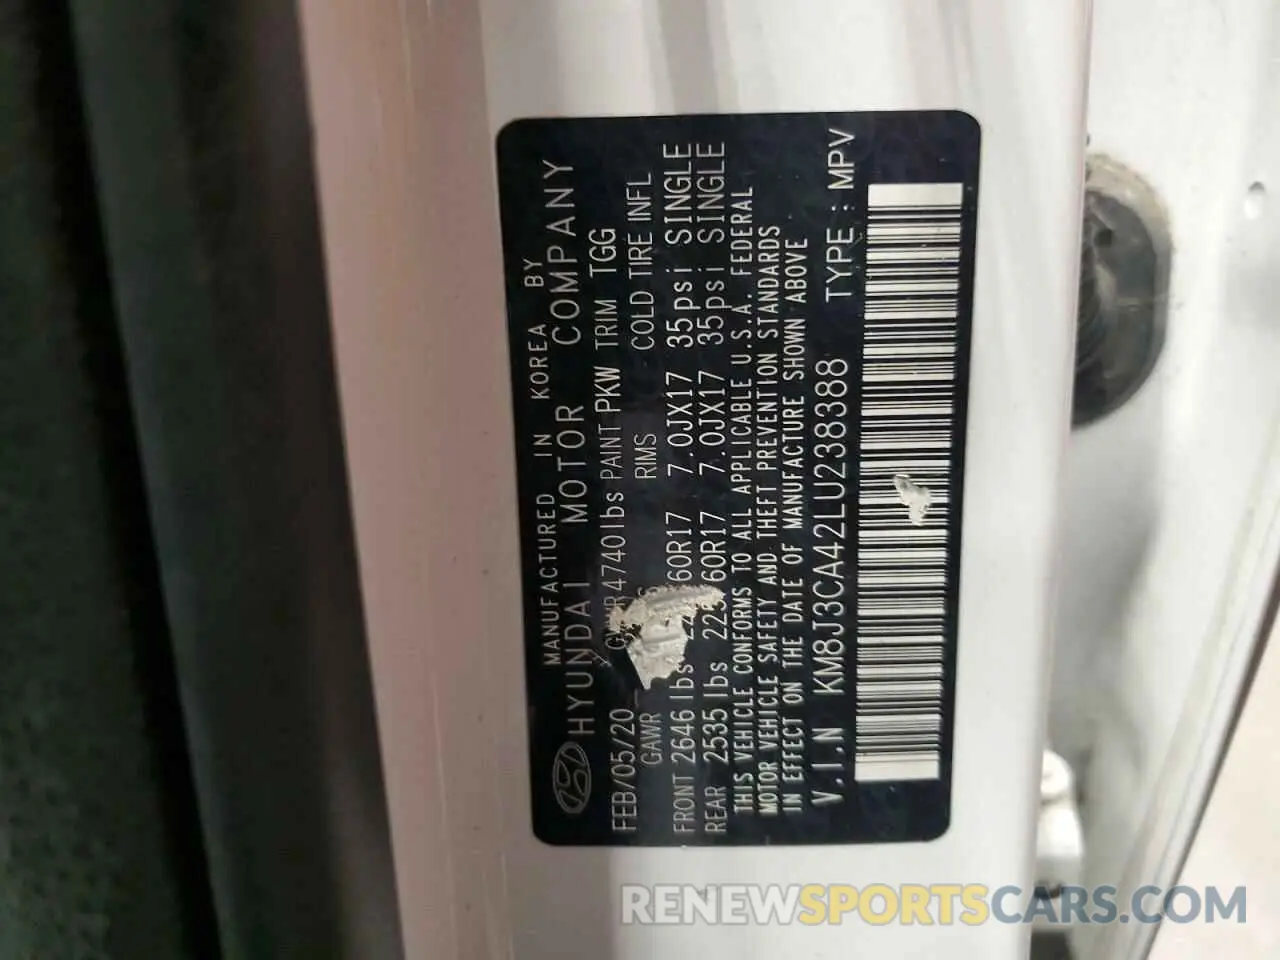 MANUFACTURED IN KOREA BY
HYUNDAI MOTOR COMPANY
FEB/05/20 4740lbs PAINT PKW TRIM TGG
GAWR RIMS COLD TIRE INFL
FRONT 2646 lbs 60R17 7.0JX17 35psi SINGLE
REAR 2535 lbs 60R17 7.0JX17 35psi SINGLE
THIS VEHICLE CONFORMS TO ALL APPLICABLE U.S.A. FEDERAL
MOTOR VEHICLE SAFETY AND THEFT PREVENTION STANDARDS
IN EFFECT ON THE DATE OF MANUFACTURE SHOWN ABOVE
V.I.N KM8J3CA42LU238388 TYPE : MPV
RENEWSPORTSCARS.COM